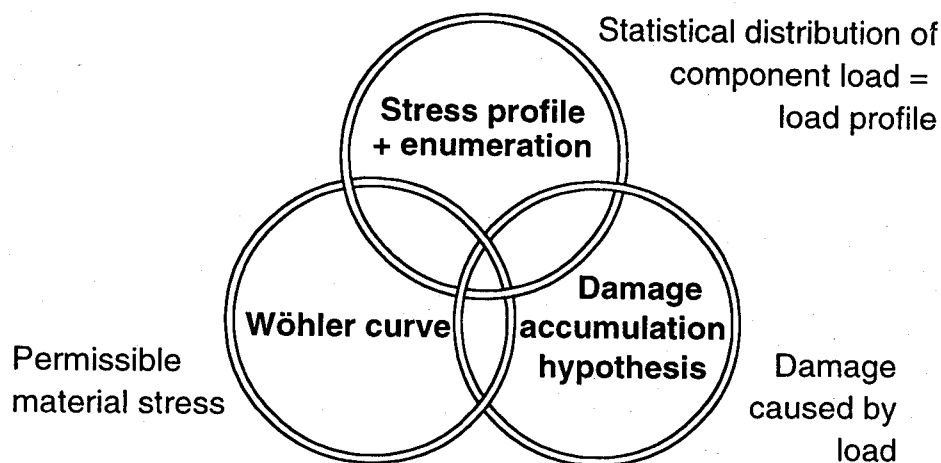 Statistical distribution of
component load =
load profile
Stress profile
+ enumeration
Wöhler curve
Damage
accumulation
hypothesis
Permissible
material stress
Damage
caused by
load